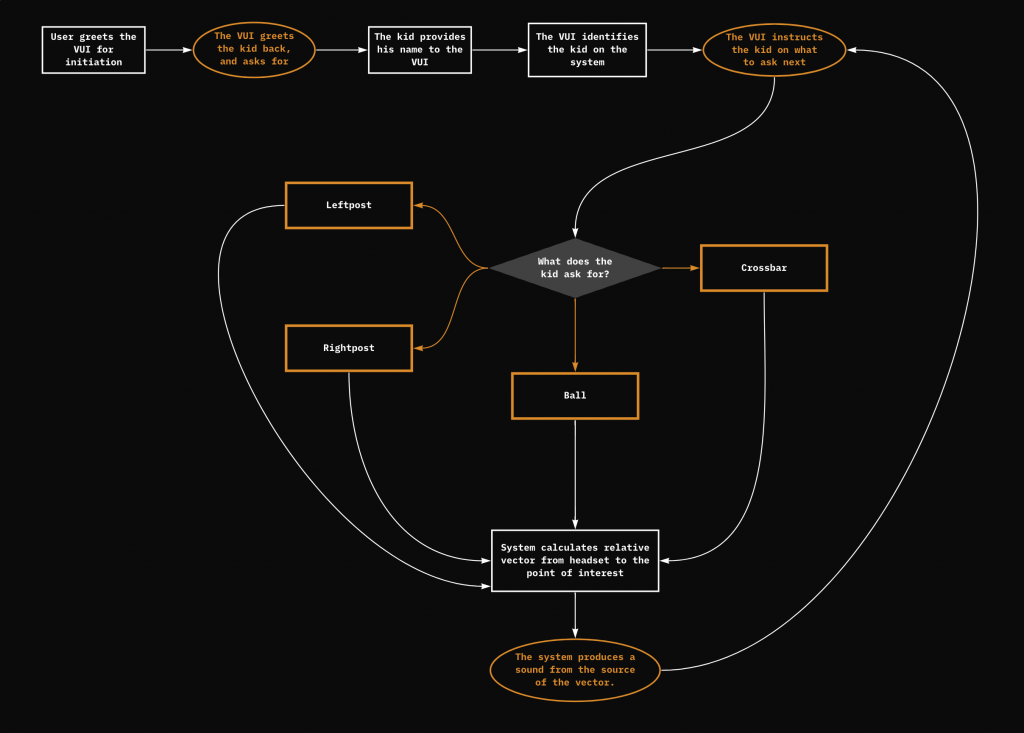 User greets the
VUI for
initiation
The VUI greets
the kid back,
and asks for
The kid provides
his name to the
VUI
The VUI identifies
the kid on the
system
The VUI instructs
the kid on what
to ask next
Leftpost
What does the
kid ask for?
Crossbar
Rightpost
Ball
System calculates relative
vector from headset to the
point of interest
The system produces a
sound from the source
of the vector.